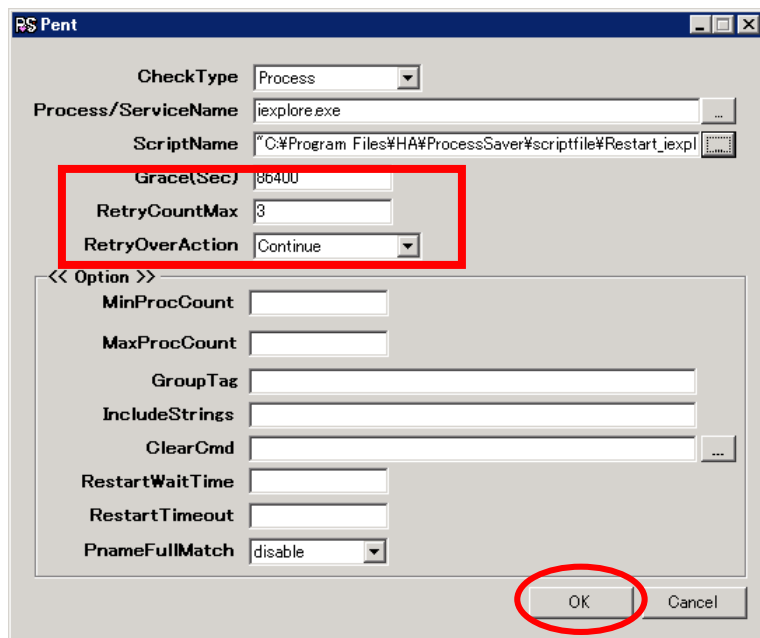 PS Pent
CheckType Process
Process/ServiceName iexplore.exe ...
ScriptName "C:¥Program Files¥HA¥ProcessSaver¥scriptfile¥Restart_iexpl ...
Grace(Sec) 86400
RetryCountMax 3
RetryOverAction Continue
<< Option >>
MinProcCount
MaxProcCount
GroupTag
IncludeStrings
ClearCmd ...
RestartWaitTime
RestartTimeout
PnameFullMatch disable
OK Cancel